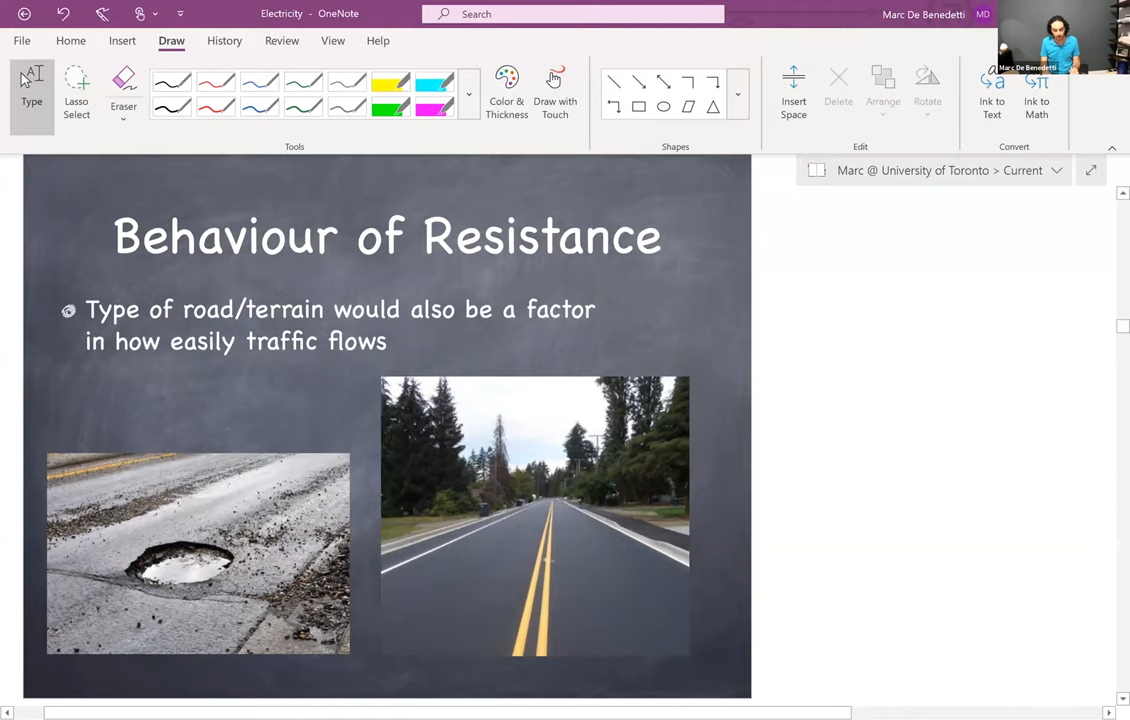 Electricity - OneNote
Search
Marc De Benedetti
MD
File
Home
Insert
Draw
History
Review
View
Help
Marc De Benedetti
Type
Lasso
Select
Eraser
Color &
Thickness
Draw with
Touch
Insert
Space
Delete
Arrange
Rotate
Ink to
Text
Ink to
Math
Tools
Shapes
Edit
Convert
Marc @ University of Toronto > Current
Behaviour of Resistance
Type of road/terrain would also be a factor
in how easily traffic flows